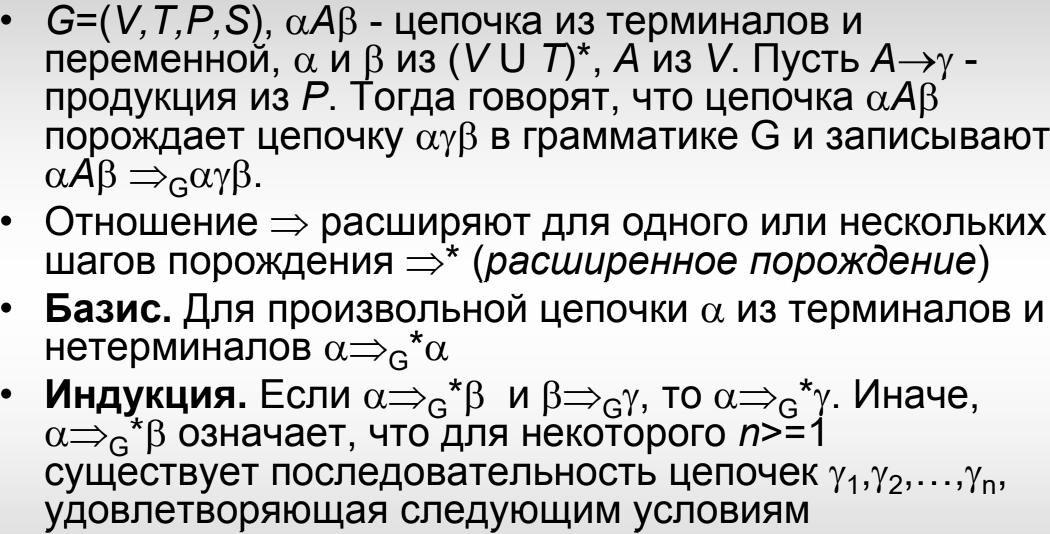 • G=(V,T,P,S), αAβ - цепочка из терминалов и
переменной, α и β из (V U T)*, A из V. Пусть A→γ -
продукция из P. Тогда говорят, что цепочка αAβ
порождает цепочку αγβ в грамматике G и записывают
αAβ ⇒Gαγβ.
• Отношение ⇒ расширяют для одного или нескольких
шагов порождения ⇒* (расширенное порождение)
• Базис. Для произвольной цепочки α из терминалов и
нетерминалов α⇒G*α
• Индукция. Если α⇒G*β и β⇒Gγ, то α⇒G*γ. Иначе,
α⇒G*β означает, что для некоторого n>=1
существует последовательность цепочек γ1,γ2,…,γn,
удовлетворяющая следующим условиям